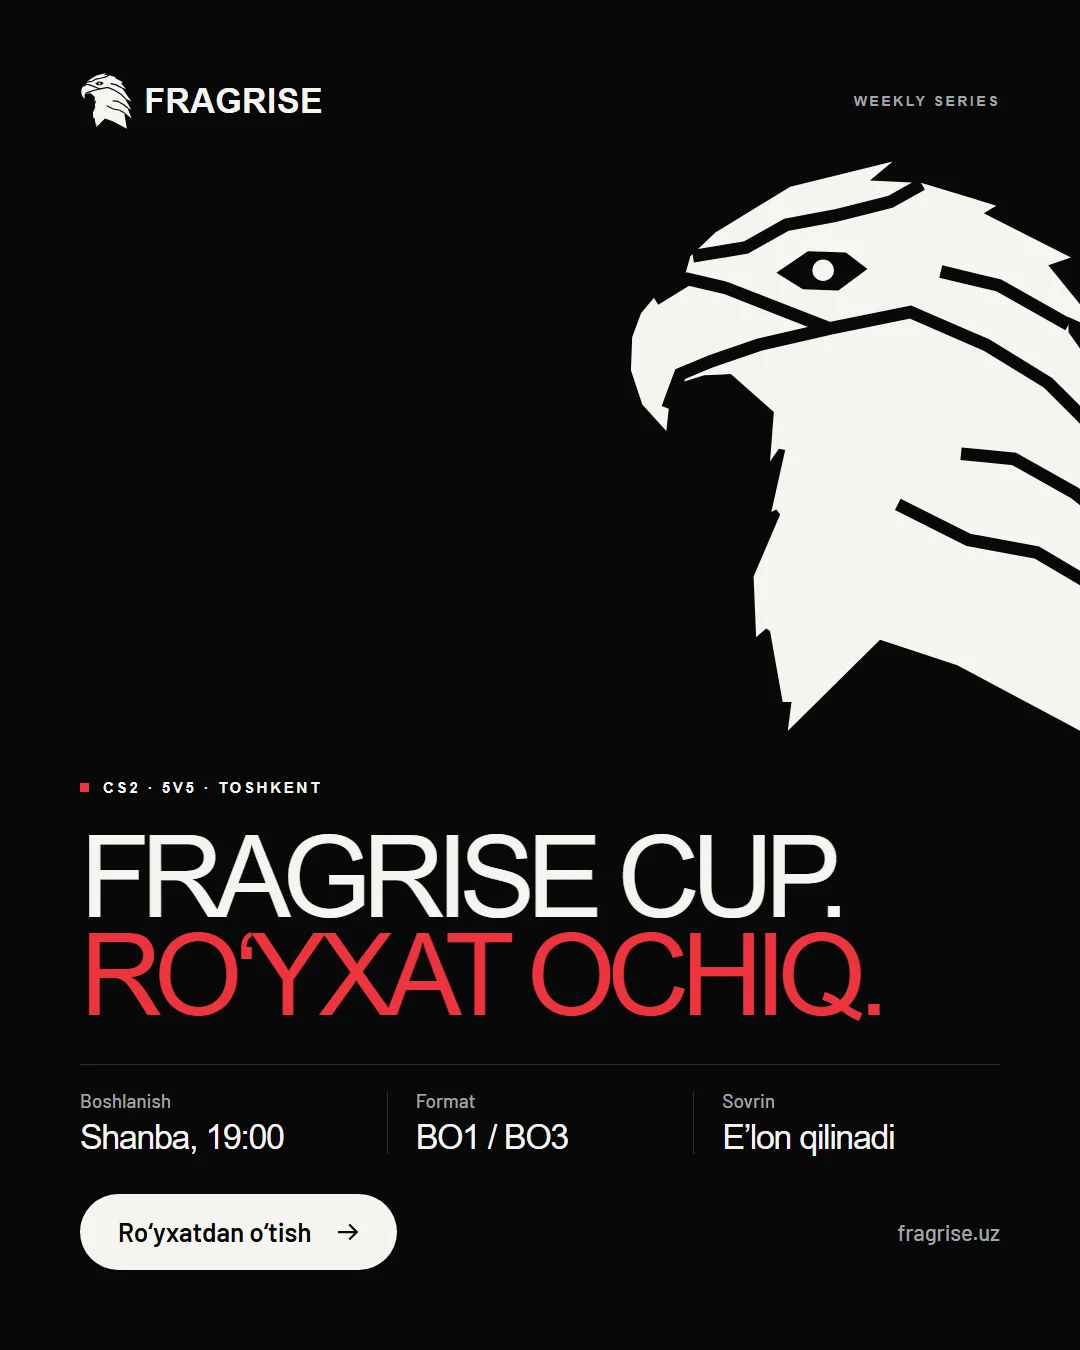 FRAGRISE
WEEKLY SERIES
CS2 · 5V5 · TOSHKENT
FRAGRISE CUP.
RO‘YXAT OCHIQ.
Boshlanish
Shanba, 19:00
Format
BO1 / BO3
Sovrin
E’lon qilinadi
Ro‘yxatdan o‘tish →
fragrise.uz